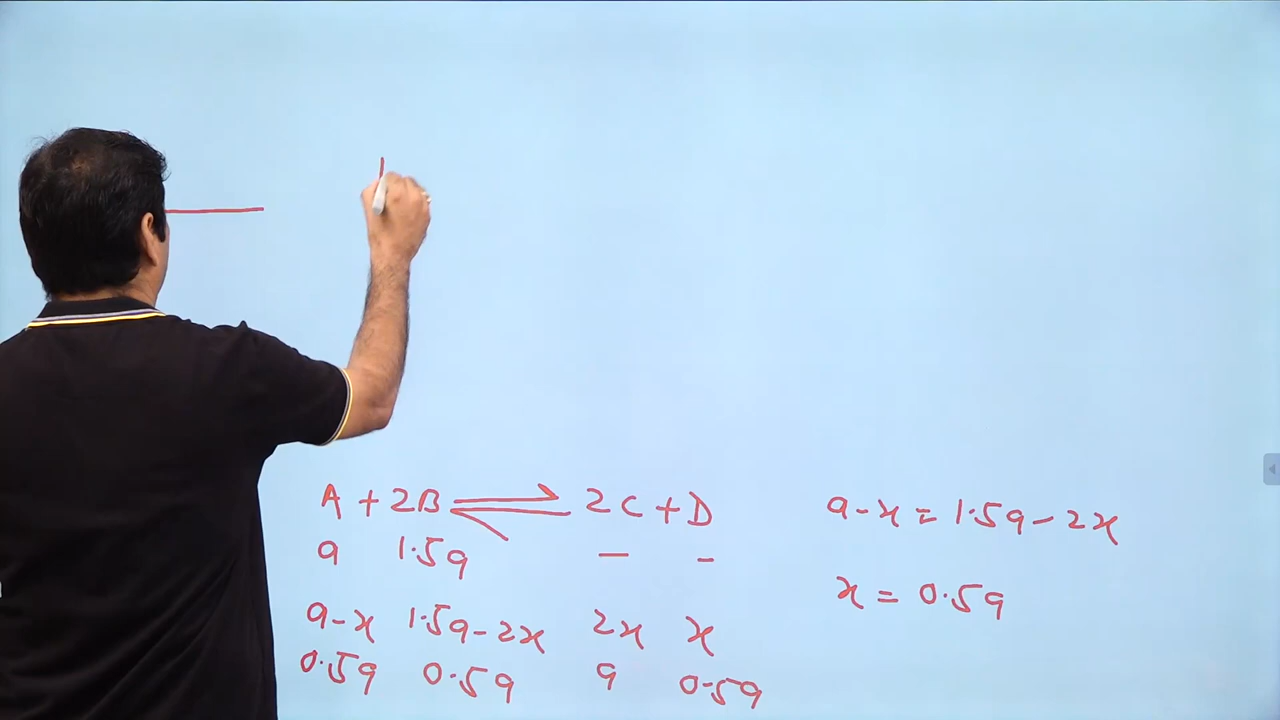 A + 2B ⇌ 2C + D
a 1.5a — -
a-x 1.5a-2x 2x x
0.5a 0.5a a 0.5a
a-x = 1.5a-2x
x = 0.5a